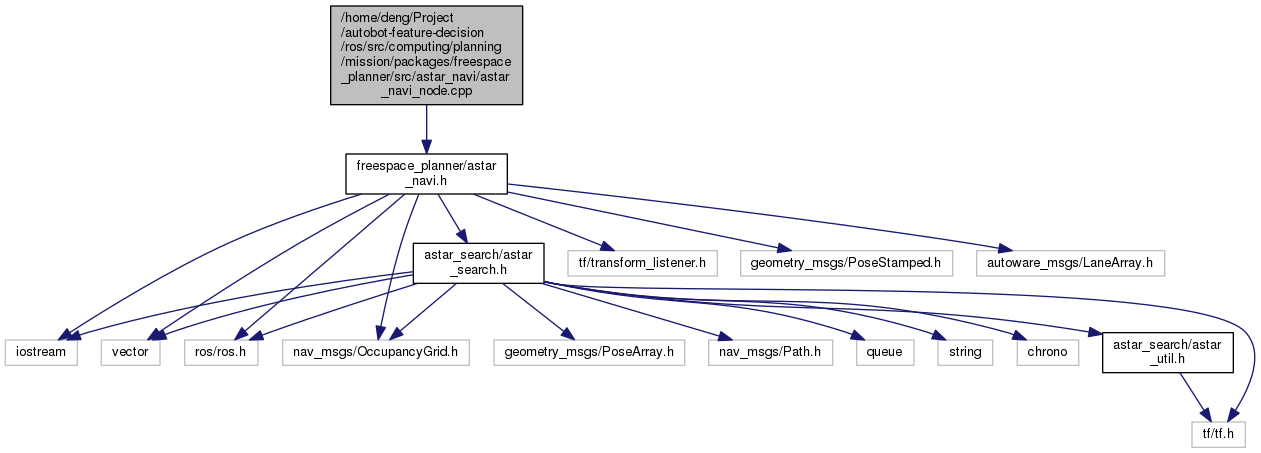 /home/deng/Project
/autobot-feature-decision
/ros/src/computing/planning
/mission/packages/freespace
_planner/src/astar_navi/astar
_navi_node.cpp
freespace_planner/astar
_navi.h
astar_search/astar
_search.h
tf/transform_listener.h
geometry_msgs/PoseStamped.h
autoware_msgs/LaneArray.h
iostream
vector
ros/ros.h
nav_msgs/OccupancyGrid.h
geometry_msgs/PoseArray.h
nav_msgs/Path.h
queue
string
chrono
astar_search/astar
_util.h
tf/tf.h